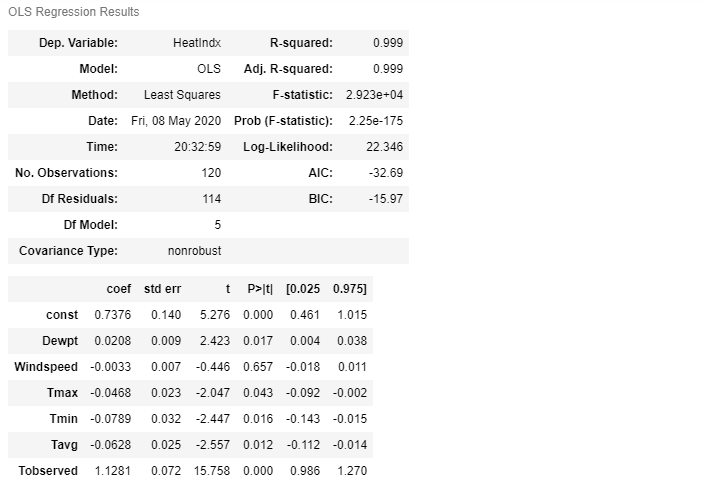 OLS Regression Results
Dep. Variable: HeatIndx R-squared: 0.999
Model: OLS Adj. R-squared: 0.999
Method: Least Squares F-statistic: 2.923e+04
Date: Fri, 08 May 2020 Prob (F-statistic): 2.25e-175
Time: 20:32:59 Log-Likelihood: 22.346
No. Observations: 120 AIC: -32.69
Df Residuals: 114 BIC: -15.97
Df Model: 5
Covariance Type: nonrobust
coef std err t P>|t| [0.025 0.975]
const 0.7376 0.140 5.276 0.000 0.461 1.015
Dewpt 0.0208 0.009 2.423 0.017 0.004 0.038
Windspeed -0.0033 0.007 -0.446 0.657 -0.018 0.011
Tmax -0.0468 0.023 -2.047 0.043 -0.092 -0.002
Tmin -0.0789 0.032 -2.447 0.016 -0.143 -0.015
Tavg -0.0628 0.025 -2.557 0.012 -0.112 -0.014
Tobserved 1.1281 0.072 15.758 0.000 0.986 1.270